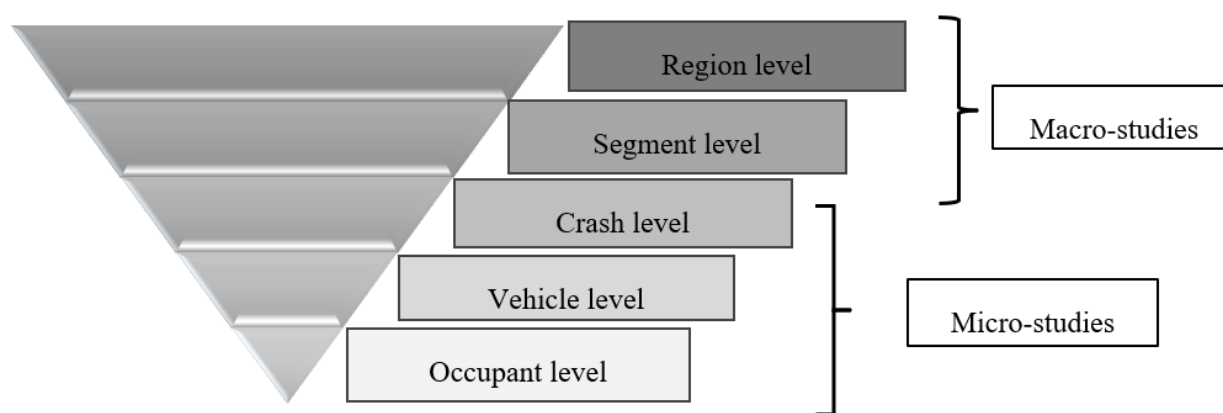 Region level
Macro-studies
Segment level
Crash level
Vehicle level
Micro-studies
Occupant level